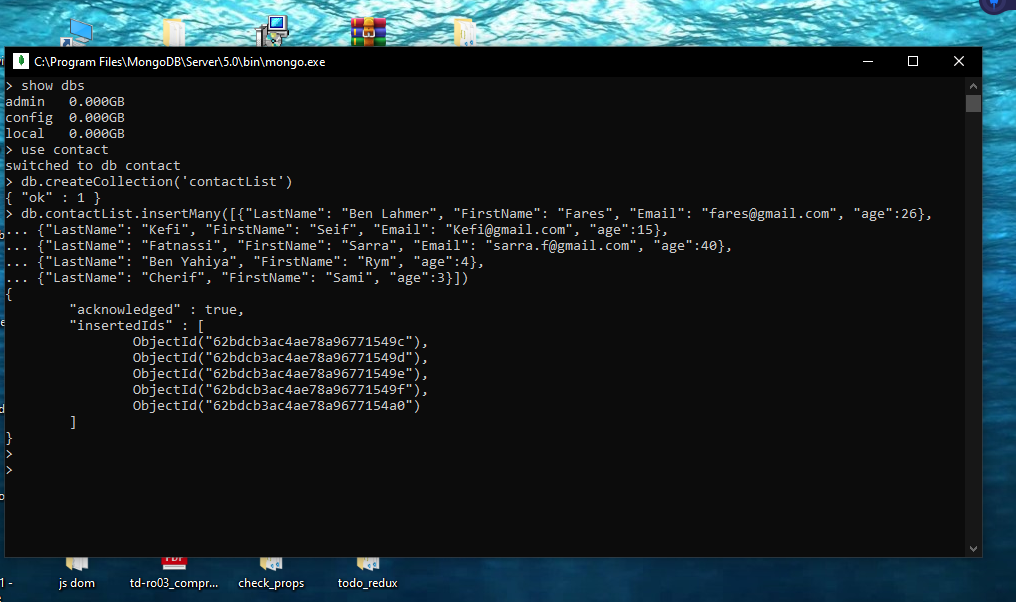 C:\Program Files\MongoDB\Server\5.0\bin\mongo.exe
> show dbs
admin   0.000GB
config  0.000GB
local   0.000GB
> use contact
switched to db contact
> db.createCollection('contactList')
{ "ok" : 1 }
> db.contactList.insertMany([{"LastName": "Ben Lahmer", "FirstName": "Fares", "Email": "fares@gmail.com", "age":26},
... {"LastName": "Kefi", "FirstName": "Seif", "Email": "Kefi@gmail.com", "age":15},
... {"LastName": "Fatnassi", "FirstName": "Sarra", "Email": "sarra.f@gmail.com", "age":40},
... {"LastName": "Ben Yahiya", "FirstName": "Rym", "age":4},
... {"LastName": "Cherif", "FirstName": "Sami", "age":3}])
{
        "acknowledged" : true,
        "insertedIds" : [
                ObjectId("62bdcb3ac4ae78a96771549c"),
                ObjectId("62bdcb3ac4ae78a96771549d"),
                ObjectId("62bdcb3ac4ae78a96771549e"),
                ObjectId("62bdcb3ac4ae78a96771549f"),
                ObjectId("62bdcb3ac4ae78a9677154a0")
        ]
}
>
>
1 - js dom td-ro03_compr... check_props todo_redux